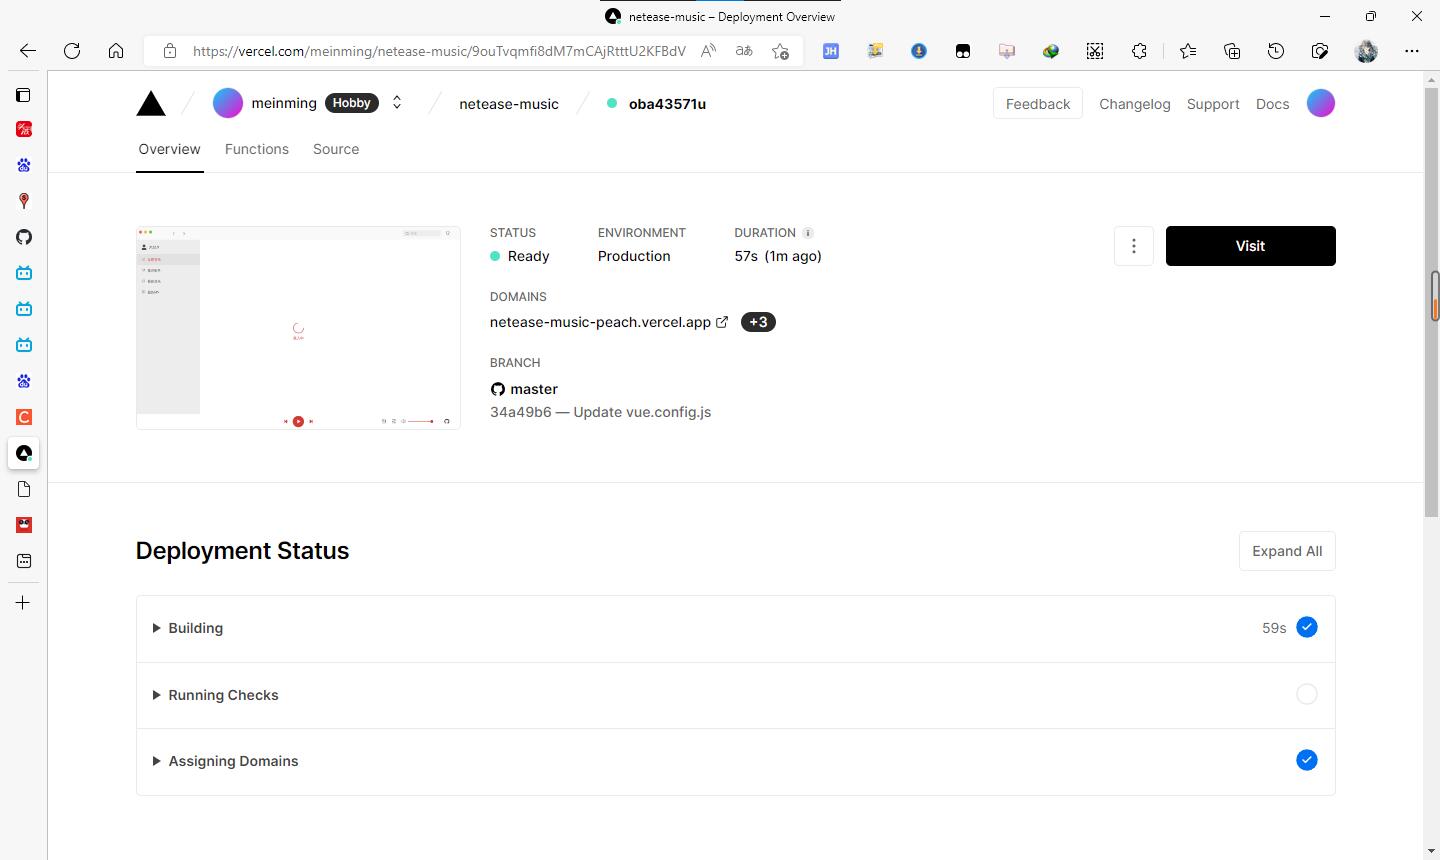 netease-music – Deployment Overview
https://vercel.com/meinming/netease-music/9ouTvqmfi8dM7mCAjRtttU2KFBdV
JH
meinming Hobby netease-music oba43571u Feedback Changelog Support Docs
Overview Functions Source
STATUS ENVIRONMENT DURATION
Ready Production 57s (1m ago)
Visit
DOMAINS
netease-music-peach.vercel.app +3
BRANCH
master
34a49b6 — Update vue.config.js
Deployment Status
Expand All
Building 59s
Running Checks
Assigning Domains